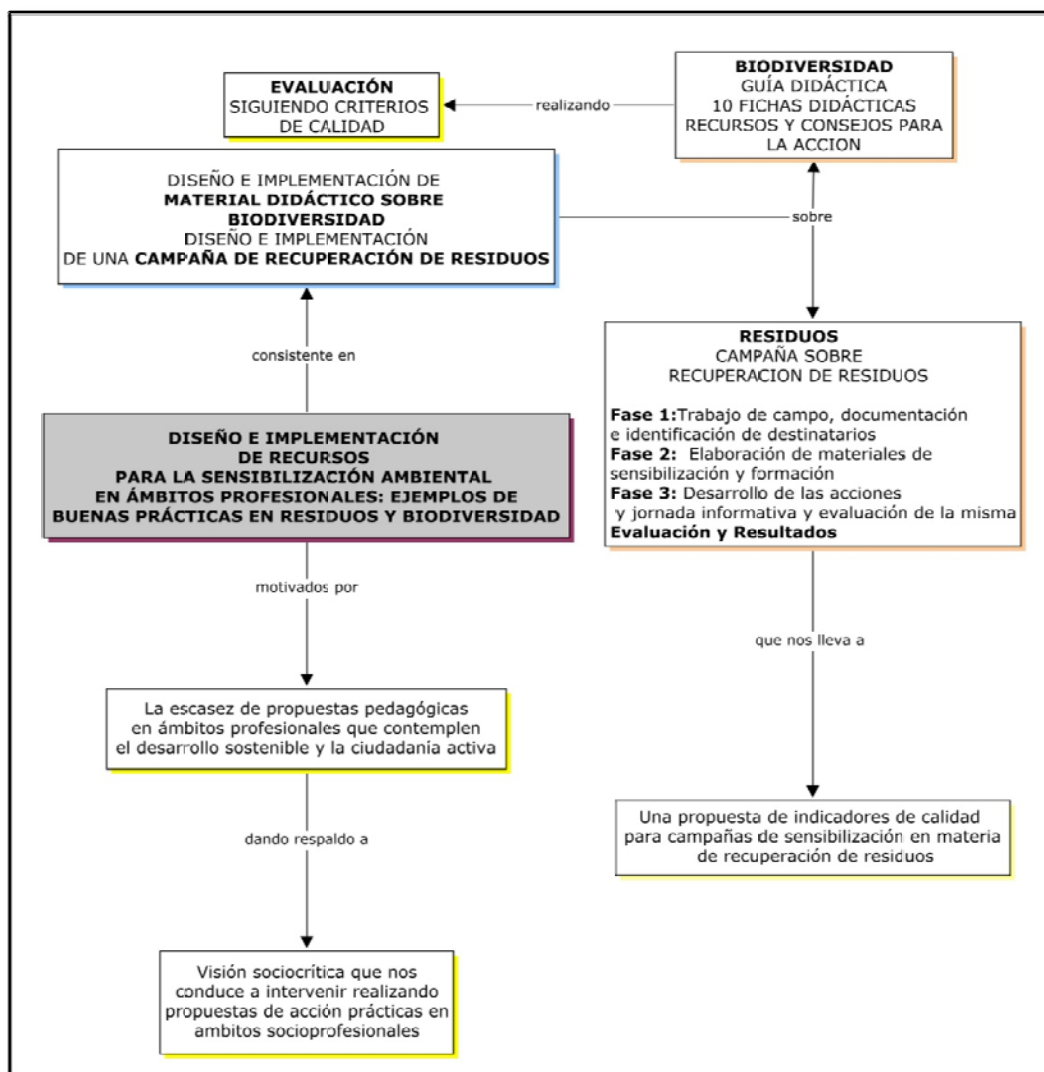 EVALUACIÓN
SIGUIENDO CRITERIOS
DE CALIDAD
realizando
BIODIVERSIDAD
GUÍA DIDÁCTICA
10 FICHAS DIDÁCTICAS
RECURSOS Y CONSEJOS PARA
LA ACCION
DISEÑO E IMPLEMENTACIÓN DE
MATERIAL DIDÁCTICO SOBRE
BIODIVERSIDAD
DISEÑO E IMPLEMENTACIÓN
DE UNA CAMPAÑA DE RECUPERACIÓN DE RESIDUOS
sobre
consistente en
RESIDUOS
CAMPAÑA SOBRE
RECUPERACION DE RESIDUOS
Fase 1:Trabajo de campo, documentación
e identificación de destinatarios
Fase 2: Elaboración de materiales de
sensibilización y formación
Fase 3: Desarrollo de las acciones
y jornada informativa y evaluación de la misma
Evaluación y Resultados
DISEÑO E IMPLEMENTACIÓN
DE RECURSOS
PARA LA SENSIBILIZACIÓN AMBIENTAL
EN ÁMBITOS PROFESIONALES: EJEMPLOS DE
BUENAS PRÁCTICAS EN RESIDUOS Y BIODIVERSIDAD
motivados por
que nos lleva a
La escasez de propuestas pedagógicas
en ámbitos profesionales que contemplen
el desarrollo sostenible y la ciudadanía activa
dando respaldo a
Una propuesta de indicadores de calidad
para campañas de sensibilización en materia
de recuperación de residuos
Visión sociocrítica que nos
conduce a intervenir realizando
propuestas de acción prácticas en
ambitos socioprofesionales